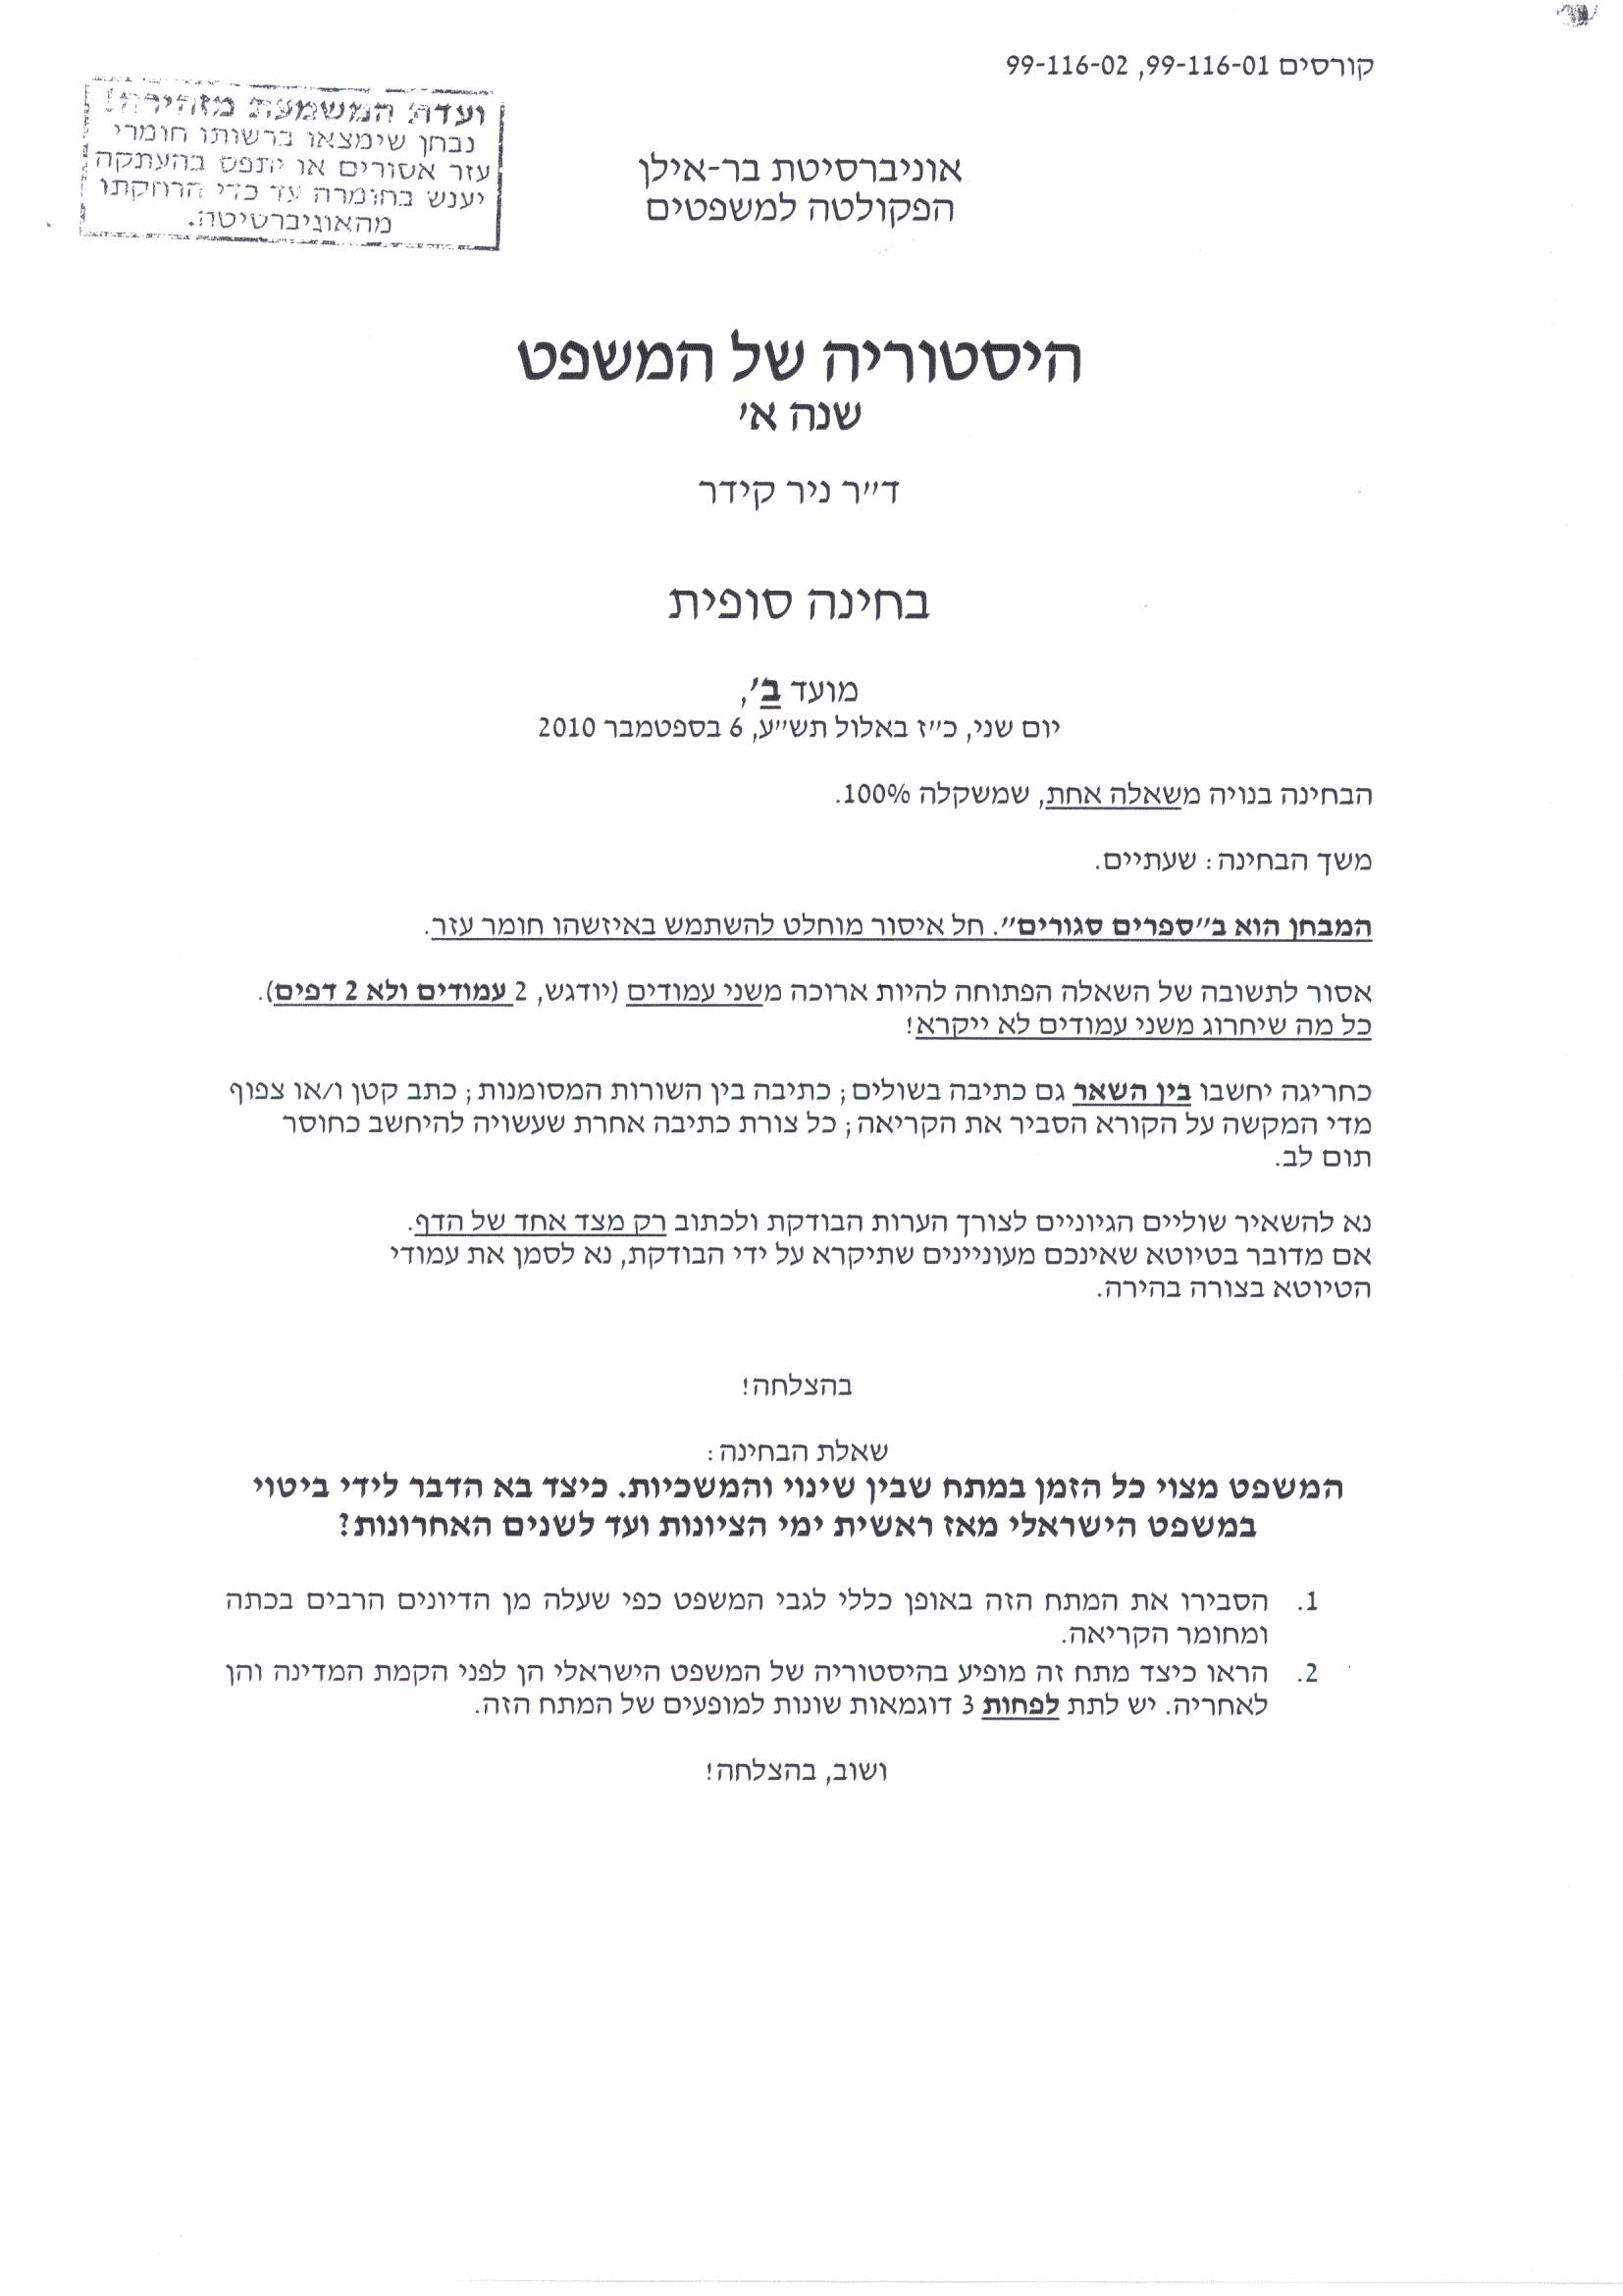 קורסים 99-116-01, 99-116-02
ועדת המשמעת מזהירה!
נבחן שימצאו ברשותו חומרי
עזר אסורים או יתפס בהעתקה
יענש בחומרה עד כדי הרחקתו
מהאוניברסיטה.
אוניברסיטת בר-אילן
הפקולטה למשפטים
היסטוריה של המשפט
שנה א'
ד"ר ניר קידר
בחינה סופית
מועד ב',
יום שני, כ"ז באלול תש"ע, 6 בספטמבר 2010
הבחינה בנויה משאלה אחת, שמשקלה 100%.
משך הבחינה: שעתיים.
המבחן הוא ב"ספרים סגורים". חל איסור מוחלט להשתמש באיזשהו חומר עזר.
אסור לתשובה של השאלה הפתוחה להיות ארוכה משני עמודים (יודגש, 2 עמודים ולא 2 דפים).
כל מה שיחרוג משני עמודים לא ייקרא!
כחריגה יחשבו בין השאר גם כתיבה בשולים; כתיבה בין השורות המסומנות; כתב קטן ו/או צפוף
מדי המקשה על הקורא הסביר את הקריאה; כל צורת כתיבה אחרת שעשויה להיחשב כחוסר
תום לב.
נא להשאיר שוליים הגיוניים לצורך הערות הבודקת ולכתוב רק מצד אחד של הדף.
אם מדובר בטיוטא שאינכם מעוניינים שתיקרא על ידי הבודקת, נא לסמן את עמודי
הטיוטא בצורה בהירה.
בהצלחה!
שאלת הבחינה:
המשפט מצוי כל הזמן במתח שבין שינוי והמשכיות. כיצד בא הדבר לידי ביטוי
במשפט הישראלי מאז ראשית ימי הציונות ועד לשנים האחרונות?
1. הסבירו את המתח הזה באופן כללי לגבי המשפט כפי שעלה מן הדיונים הרבים בכתה
ומחומר הקריאה.
2. הראו כיצד מתח זה מופיע בהיסטוריה של המשפט הישראלי הן לפני הקמת המדינה והן
לאחריה. יש לתת לפחות 3 דוגמאות שונות למופעים של המתח הזה.
ושוב, בהצלחה!